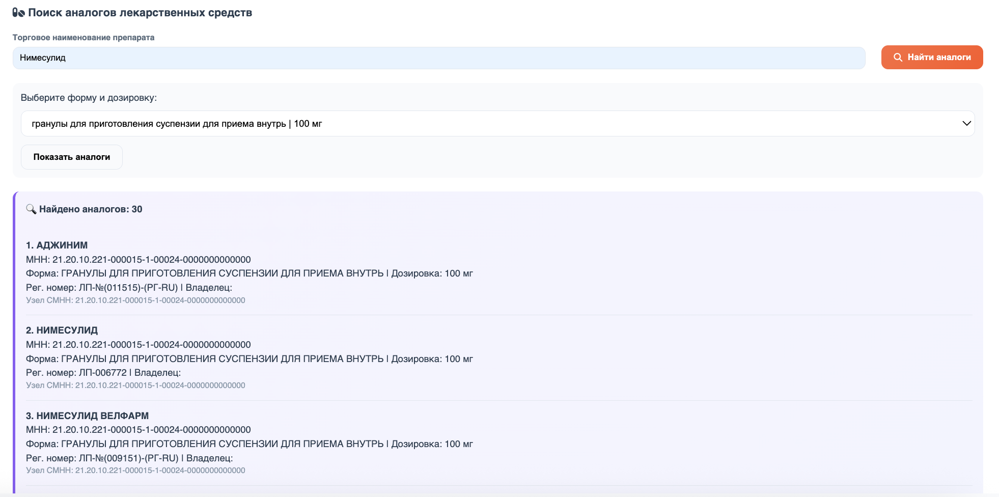 Поиск аналогов лекарственных средств
Торговое наименование препарата
Нимесулид
Найти аналоги
Выберите форму и дозировку:
гранулы для приготовления суспензии для приема внутрь | 100 мг
Показать аналоги
Найдено аналогов: 30
1. АДЖИНИМ
МНН: 21.20.10.221-000015-1-00024-0000000000000
Форма: ГРАНУЛЫ ДЛЯ ПРИГОТОВЛЕНИЯ СУСПЕНЗИИ ДЛЯ ПРИЕМА ВНУТРЬ | Дозировка: 100 мг
Рег. номер: ЛП-№(011515)-(РГ-RU) | Владелец:
Узел СМНН: 21.20.10.221-000015-1-00024-0000000000000
2. НИМЕСУЛИД
МНН: 21.20.10.221-000015-1-00024-0000000000000
Форма: ГРАНУЛЫ ДЛЯ ПРИГОТОВЛЕНИЯ СУСПЕНЗИИ ДЛЯ ПРИЕМА ВНУТРЬ | Дозировка: 100 мг
Рег. номер: ЛП-006772 | Владелец:
Узел СМНН: 21.20.10.221-000015-1-00024-0000000000000
3. НИМЕСУЛИД ВЕЛФАРМ
МНН: 21.20.10.221-000015-1-00024-0000000000000
Форма: ГРАНУЛЫ ДЛЯ ПРИГОТОВЛЕНИЯ СУСПЕНЗИИ ДЛЯ ПРИЕМА ВНУТРЬ | Дозировка: 100 мг
Рег. номер: ЛП-№(009151)-(РГ-RU) | Владелец:
Узел СМНН: 21.20.10.221-000015-1-00024-0000000000000